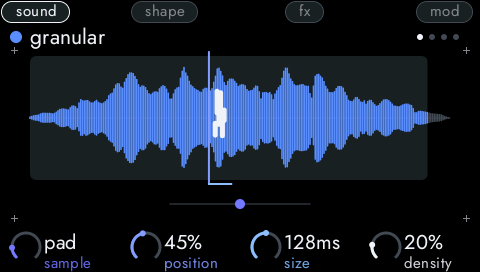 sound shape fx mod
granular
pad 45% 128ms 20%
sample position size density